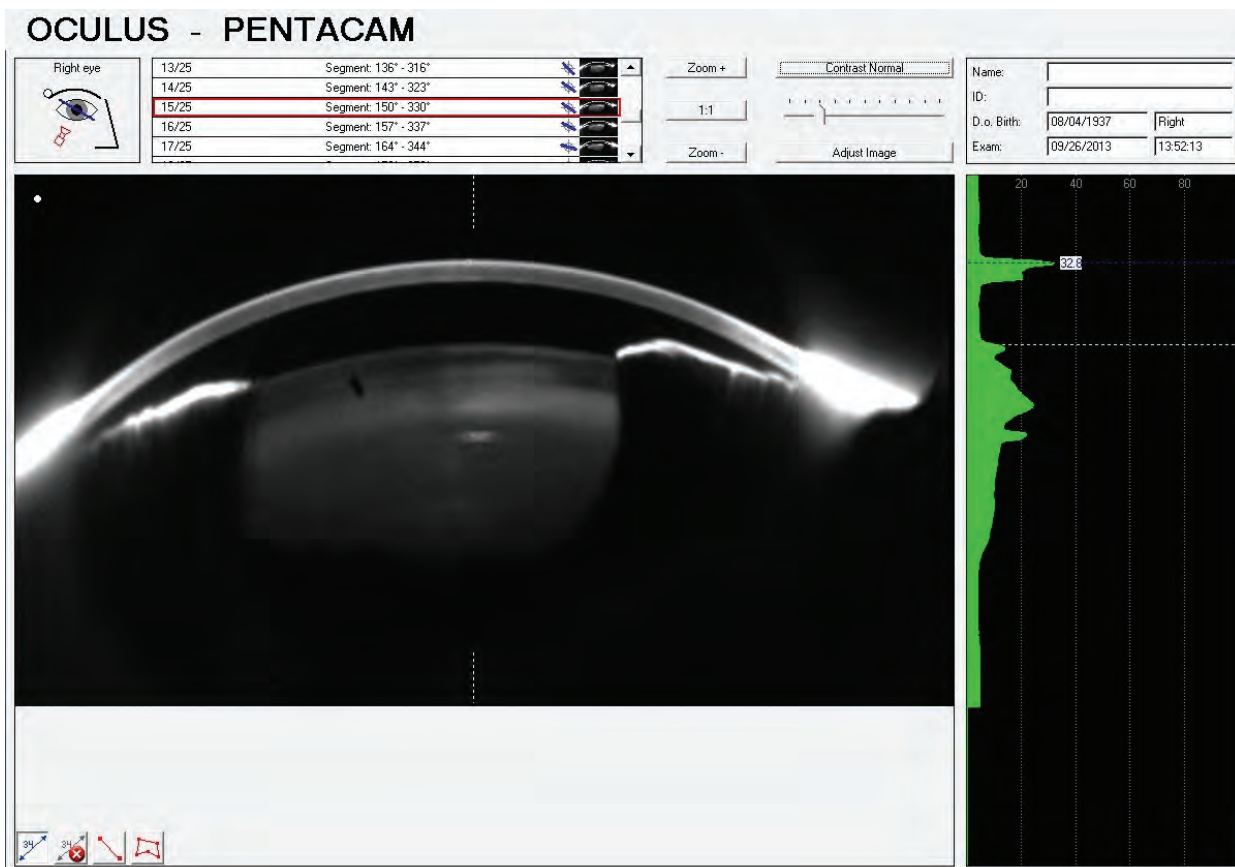 OCULUS - PENTACAM
Right eye
13/25 Segment: 136° - 316°
14/25 Segment: 143° - 323°
15/25 Segment: 150° - 330°
16/25 Segment: 157° - 337°
17/25 Segment: 164° - 344°
Zoom +
1:1
Zoom -
Contrast Normal
Adjust Image
Name:
ID:
D.o. Birth: 08/04/1937 Right
Exam: 09/26/2013 13:52:13
20 40 60 80
32.8
34
34